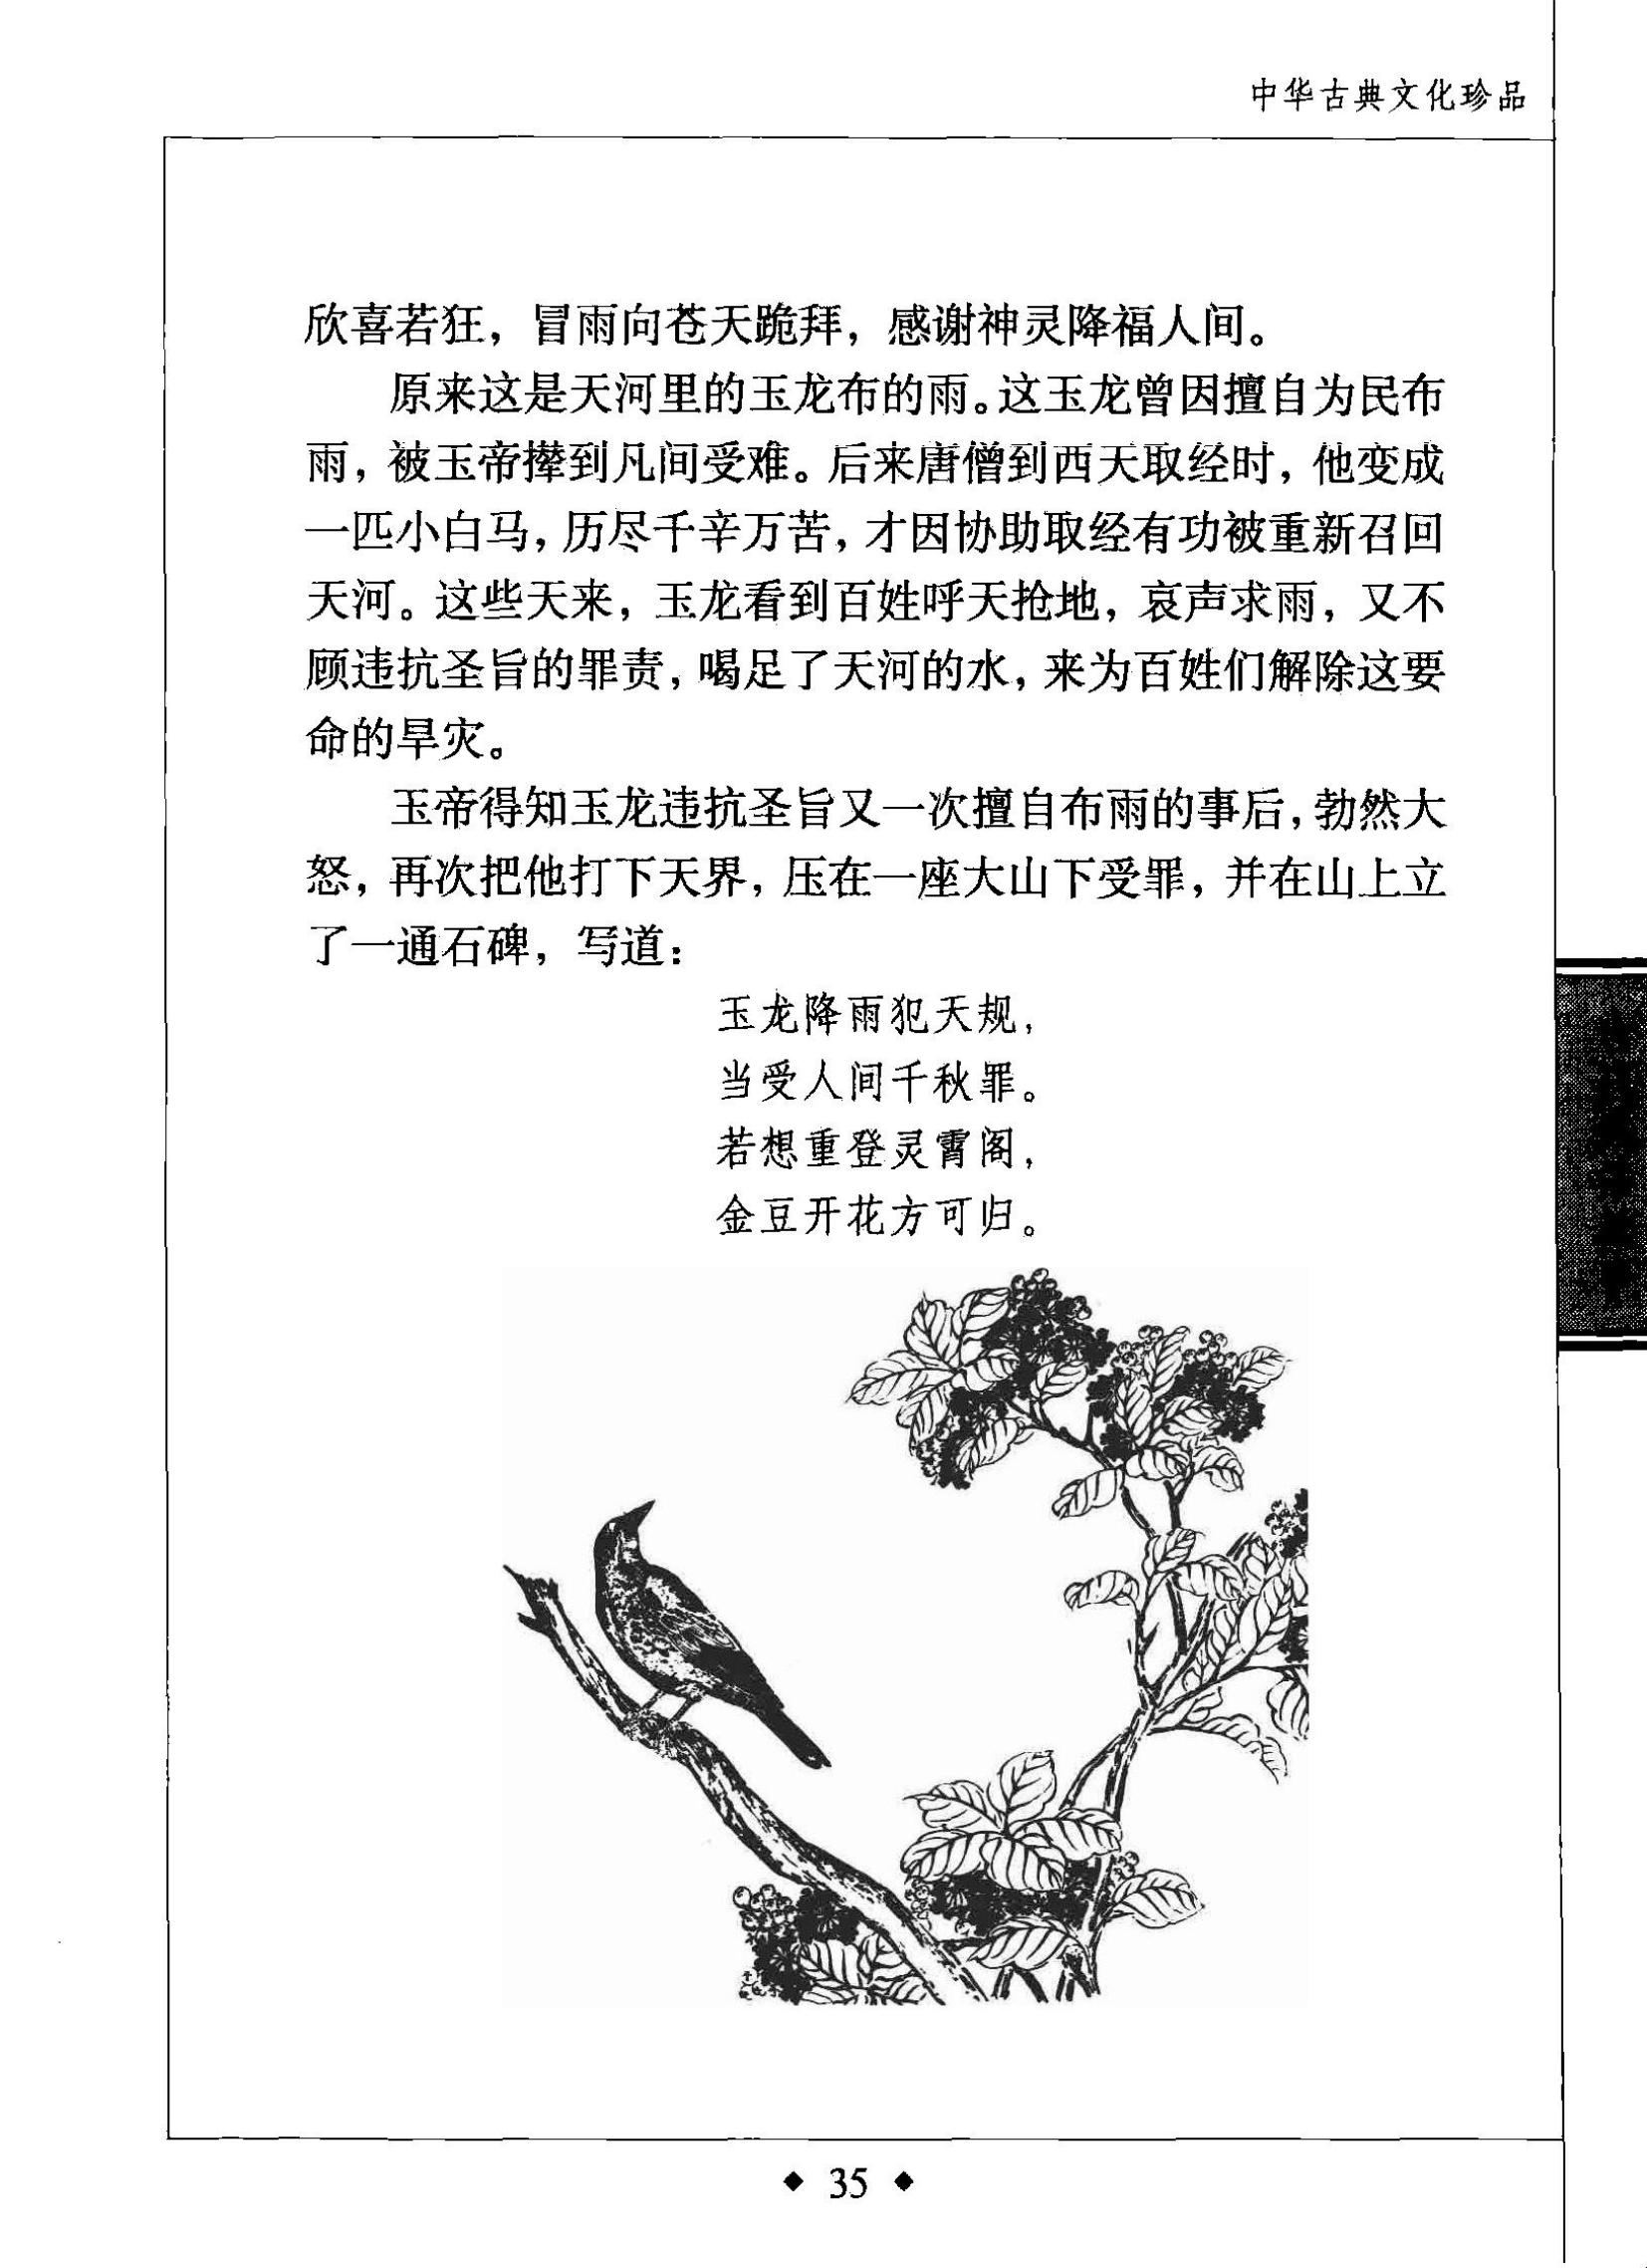 中华古典文化珍品
欣喜若狂，冒雨向苍天跪拜，感谢神灵降福人间。
原来这是天河里的玉龙布的雨。这玉龙曾因擅自为民布
雨，被玉帝撵到凡间受难。后来唐僧到西天取经时，他变成
一匹小白马，历尽千辛万苦，才因协助取经有功被重新召回
天河。这些天来，玉龙看到百姓呼天抢地，哀声求雨，又不
顾违抗圣旨的罪责，喝足了天河的水，来为百姓们解除这要
命的旱灾。
玉帝得知玉龙违抗圣旨又一次擅自布雨的事后，勃然大
怒，再次把他打下天界，压在一座大山下受罪，并在山上立
了一通石碑，写道：
玉龙降雨犯天规，
当受人间千秋罪。
若想重登灵霄阁，
金豆开花方可归。
◆ 35 ◆